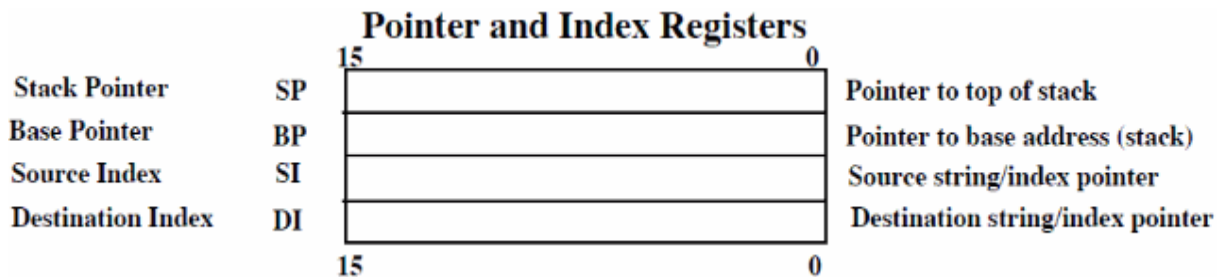 Pointer and Index Registers
15 0
Stack Pointer SP Pointer to top of stack
Base Pointer BP Pointer to base address (stack)
Source Index SI Source string/index pointer
Destination Index DI Destination string/index pointer
15 0